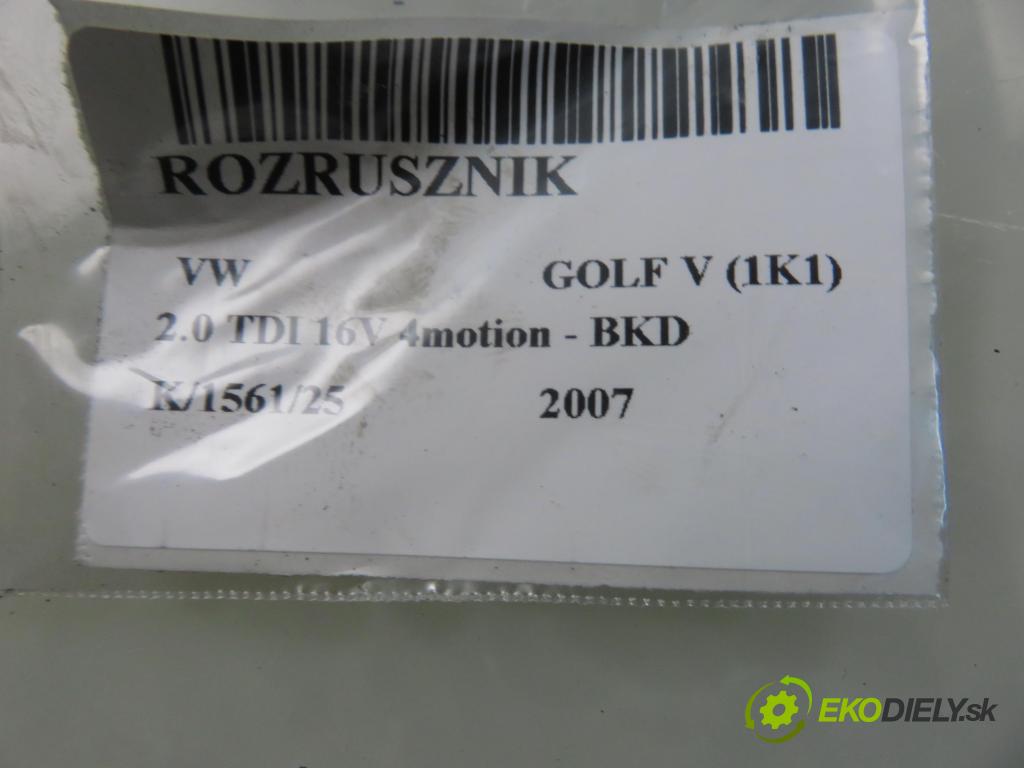 ROZRUSZNIK
VW GOLF V (1K1)
2.0 TDI 16V 4motion - BKD
K/1561/25 2007
EKODIELY.sk